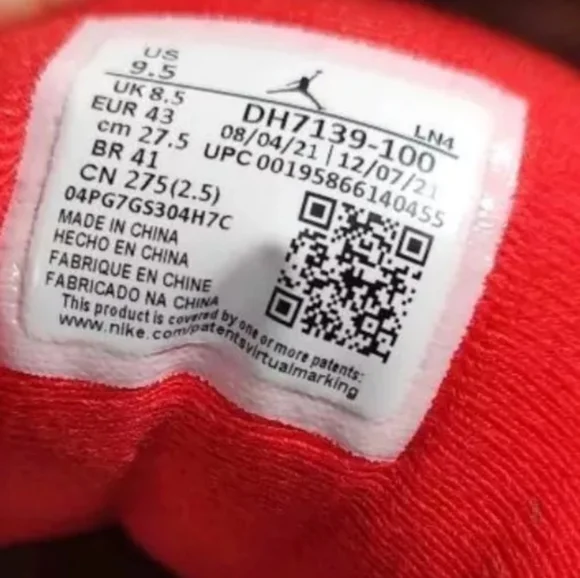 US
9.5
UK 8.5
EUR 43
cm 27.5
BR 41
CN 275(2.5)
04PG7GS304H7C
LN4
DH7139-100
08/04/21 | 12/07/21
UPC 00195866140455
MADE IN CHINA
HECHO EN CHINA
FABRIQUE EN CHINE
FABRICADO NA CHINA
This product is covered by one or more patents:
www.nike.com/patentsvirtualmarking